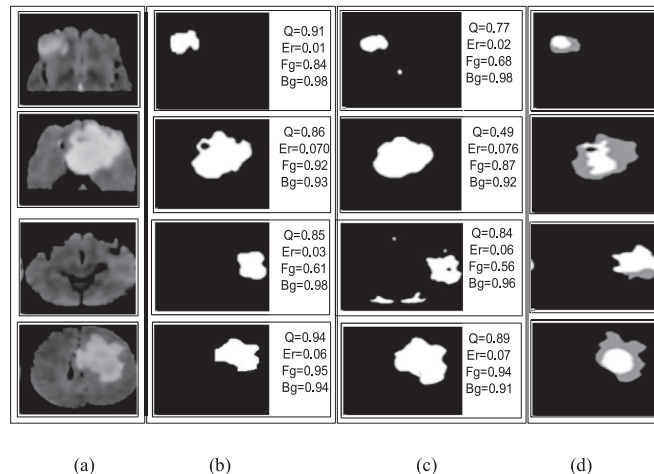 Q=0.91
Er=0.01
Fg=0.84
Bg=0.98
Q=0.77
Er=0.02
Fg=0.68
Bg=0.98
Q=0.86
Er=0.070
Fg=0.92
Bg=0.93
Q=0.49
Er=0.076
Fg=0.87
Bg=0.92
Q=0.85
Er=0.03
Fg=0.61
Bg=0.98
Q=0.84
Er=0.06
Fg=0.56
Bg=0.96
Q=0.94
Er=0.06
Fg=0.95
Bg=0.94
Q=0.89
Er=0.07
Fg=0.94
Bg=0.91
(a) (b) (c) (d)